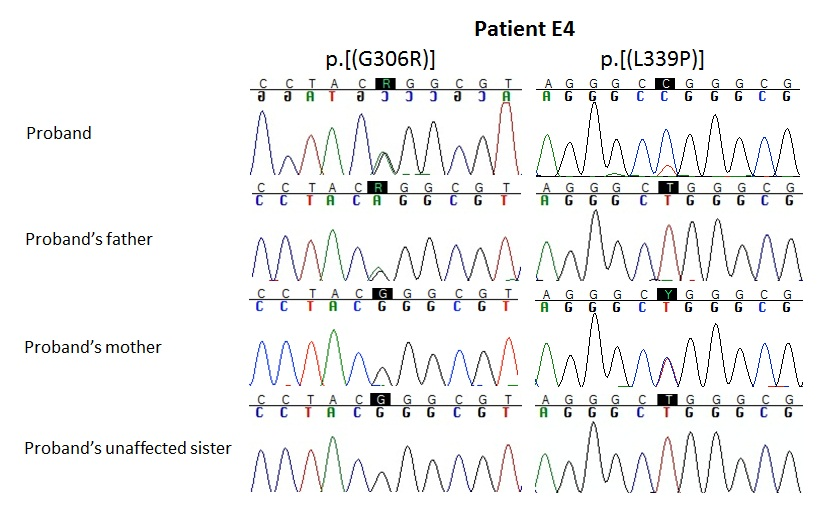 Patient E4
p.[(G306R)] p.[(L339P)]
C C T A C R G G C G T A G G G C C G G G C G
G G A T G C C C G C A A G G G C C G G G C G
Proband
C C T A C R G G C G T A G G G C T G G G C G
C C T A C A G G C G T A G G G C T G G G C G
Proband's father
C C T A C G G G C G T A G G G C Y G G G C G
C C T A C G G G C G T A G G G C T G G G C G
Proband's mother
C C T A C G G G C G T A G G G C T G G G C G
C C T A C G G G C G T A G G G C T G G G C G
Proband's unaffected sister